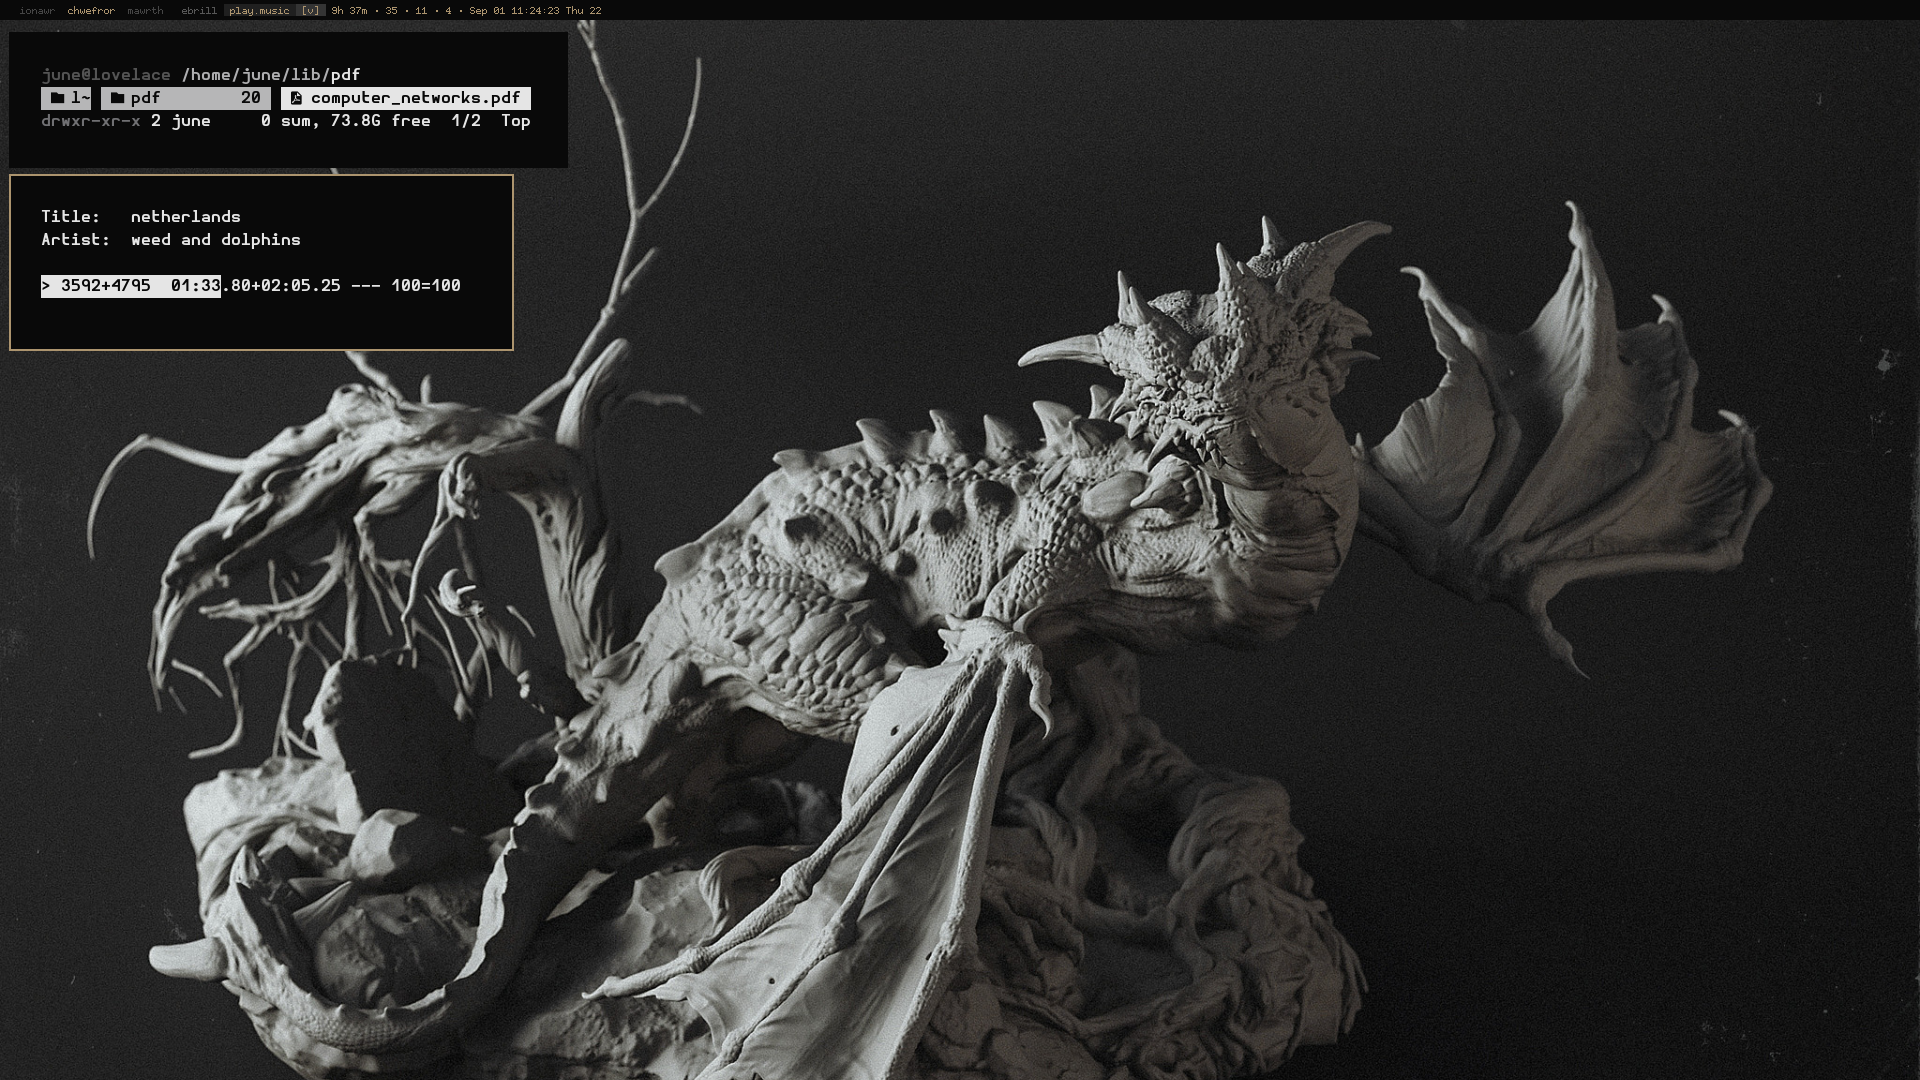 ionawr chwefror mawrth ebrill play.music [v] 9h 37m · 35 · 11 · 4 · Sep 01 11:24:23 Thu 22
june@lovelace /home/june/lib/pdf
l~ pdf 20 computer_networks.pdf
drwxr-xr-x 2 june 0 sum, 73.8G free 1/2 Top
Title: netherlands
Artist: weed and dolphins
> 3592+4795 01:33.80+02:05.25 --- 100=100